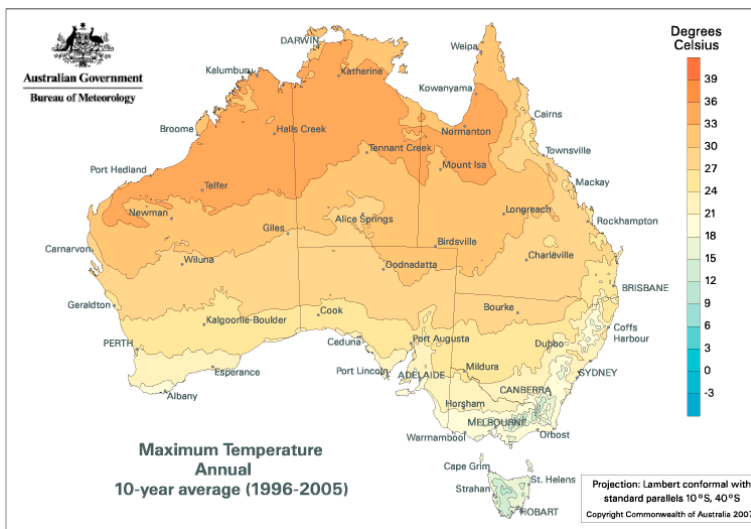 Australian Government
Bureau of Meteorology
DARWIN
Kalumburu
Katherine
Weipa
Kowanyama
Broome
Halls Creek
Normanton
Cairns
Tennant Creek
Townsville
Port Hedland
Mount Isa
Telfer
Mackay
Newman
Longreach
Alice Springs
Rockhampton
Giles
Carnarvon
Birdsville
Wiluna
Oodnadatta
Charleville
BRISBANE
Geraldton
Cook
Bourke
Kalgoorlie-Boulder
Coffs
Harbour
PERTH
Ceduna
Port Augusta
Dubbo
Esperance
Port Lincoln
ADELAIDE
Mildura
SYDNEY
Albany
CANBERRA
Horsham
MELBOURNE
Warrnambool
Orbost
Cape Grim
St. Helens
Strahan
HOBART
Degrees
Celsius
39
36
33
30
27
24
21
18
15
12
9
6
3
0
-3
Maximum Temperature
Annual
10-year average (1996-2005)
Projection: Lambert conformal with
standard parallels 10°S, 40°S
Copyright Commonwealth of Australia 2007